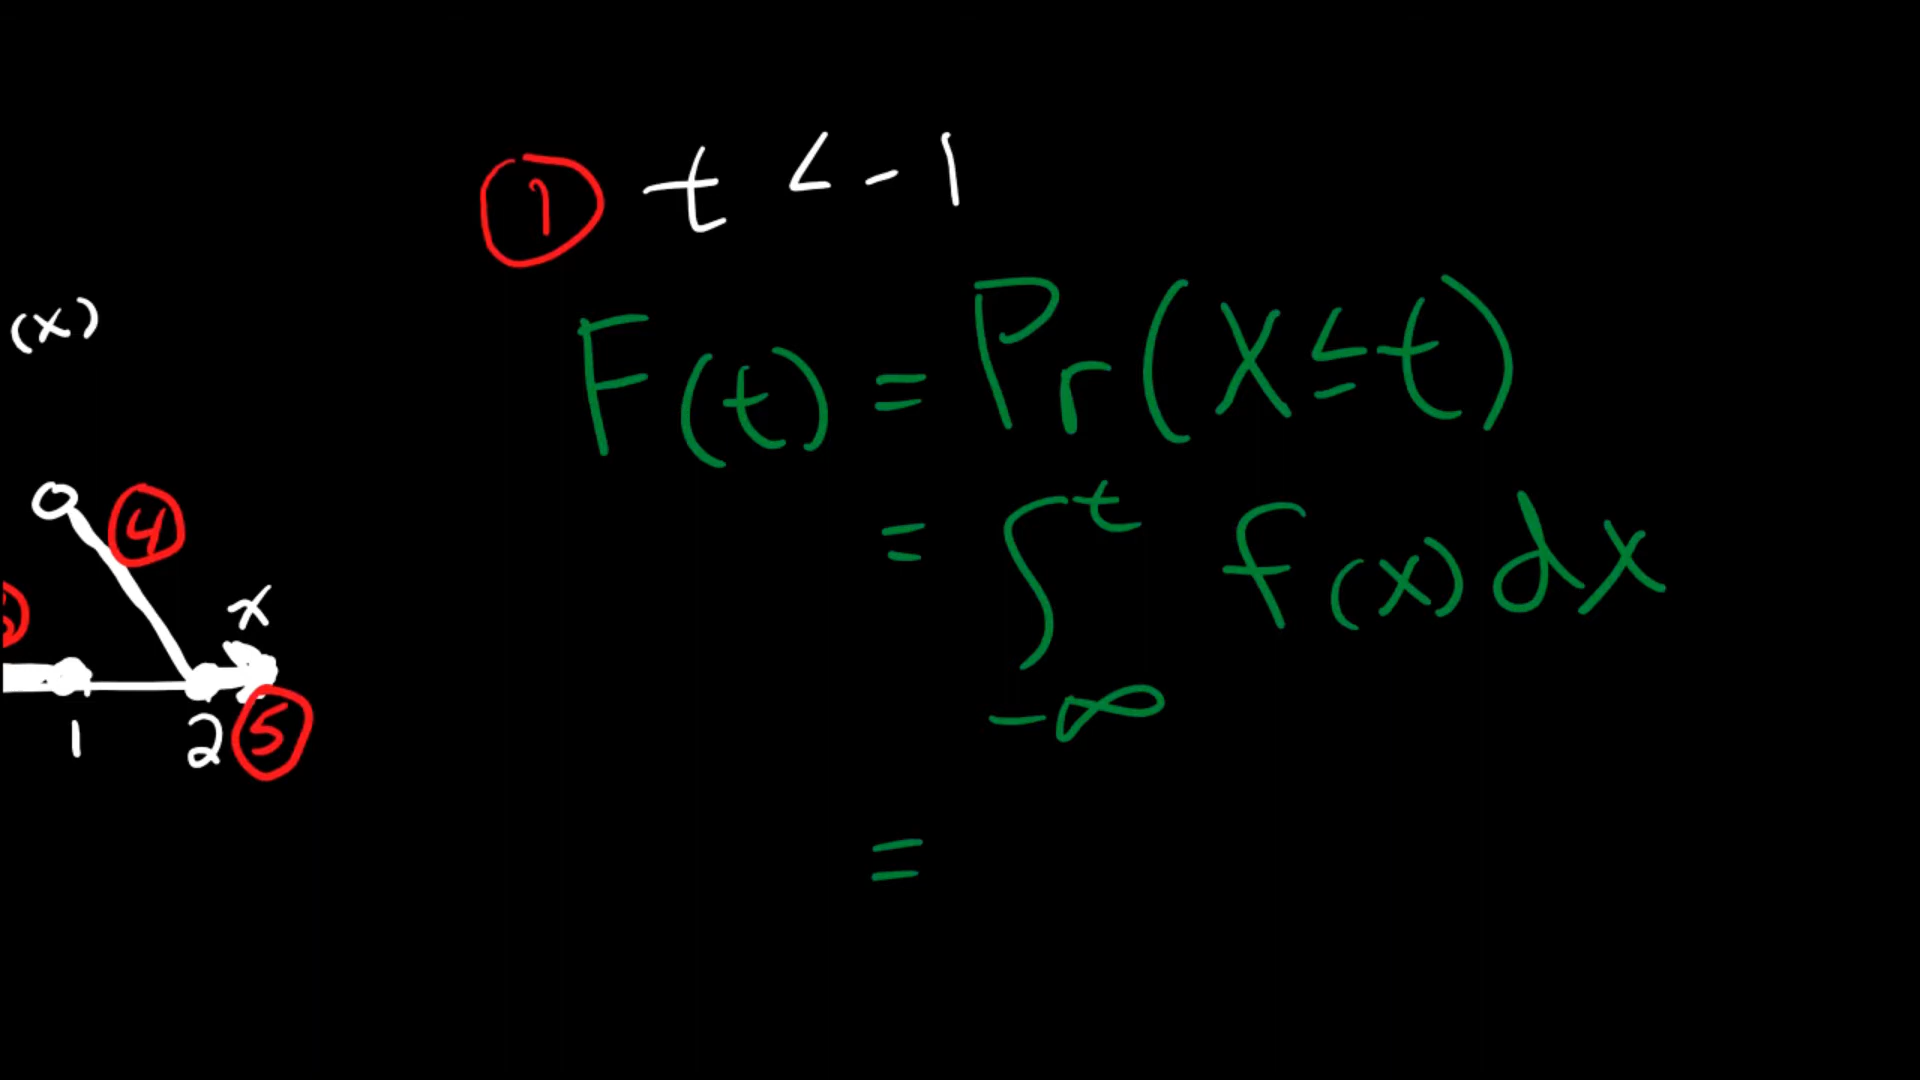 ① t < -1
(x)
F(t) = Pr(X ≤ t)
= ∫_{-∞}^{t} f(x) dx
④
x
1 2 ⑤
=